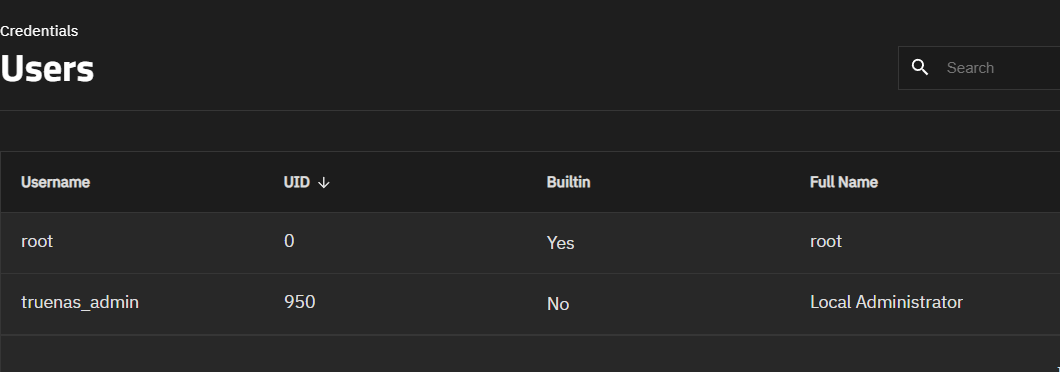 Credentials
Users
Search
Username UID Builtin Full Name
root 0 Yes root
truenas_admin 950 No Local Administrator